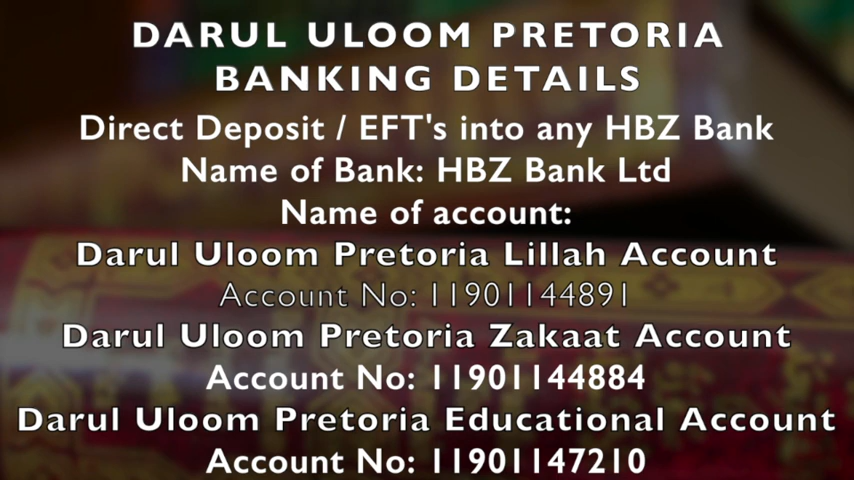 DARUL ULOOM PRETORIA
BANKING DETAILS
Direct Deposit / EFT's into any HBZ Bank
Name of Bank: HBZ Bank Ltd
Name of account:
Darul Uloom Pretoria Lillah Account
Account No: 11901144891
Darul Uloom Pretoria Zakaat Account
Account No: 11901144884
Darul Uloom Pretoria Educational Account
Account No: 11901147210